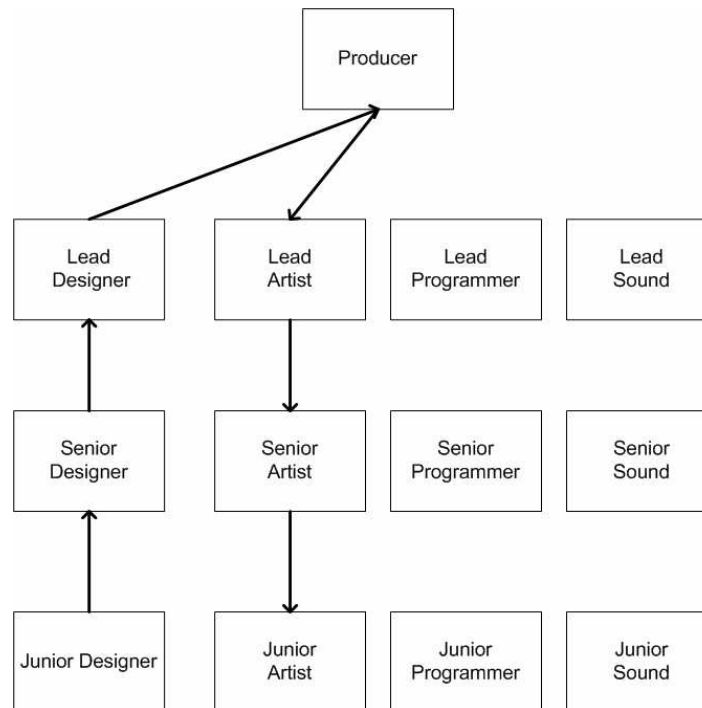 Producer
Lead
Designer
Lead
Artist
Lead
Programmer
Lead
Sound
Senior
Designer
Senior
Artist
Senior
Programmer
Senior
Sound
Junior Designer
Junior
Artist
Junior
Programmer
Junior
Sound